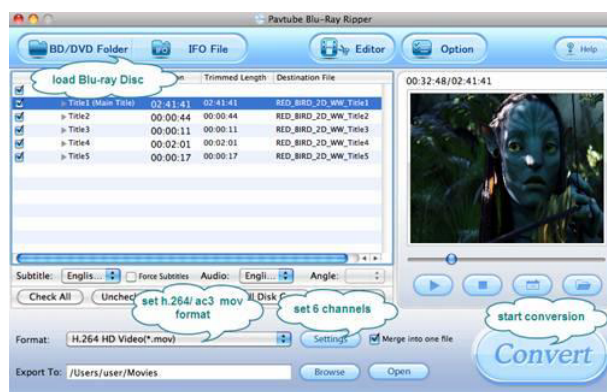 Pavtube Blu-Ray Ripper
BD/DVD Folder IFO File Editor Option Help
load Blu-ray Disc
Trimmed Length Destination File
00:32:48/02:41:41
Title1 (Main Title) 02:41:41 02:41:41 RED_BIRD_2D_WW_Title1
Title2 00:00:44 00:00:44 RED_BIRD_2D_WW_Title2
Title3 00:00:11 00:00:11 RED_BIRD_2D_WW_Title3
Title4 00:02:01 00:02:01 RED_BIRD_2D_WW_Title4
Title5 00:00:17 00:00:17 RED_BIRD_2D_WW_Title5
Subtitle: Englis... Force Subtitles Audio: Engli... Angle:
Check All
set h.264/ ac3 mov
format
set 6 channels
start conversion
Format: H.264 HD Video(*.mov) Settings Merge into one file
Convert
Export To: /Users/user/Movies Browse Open